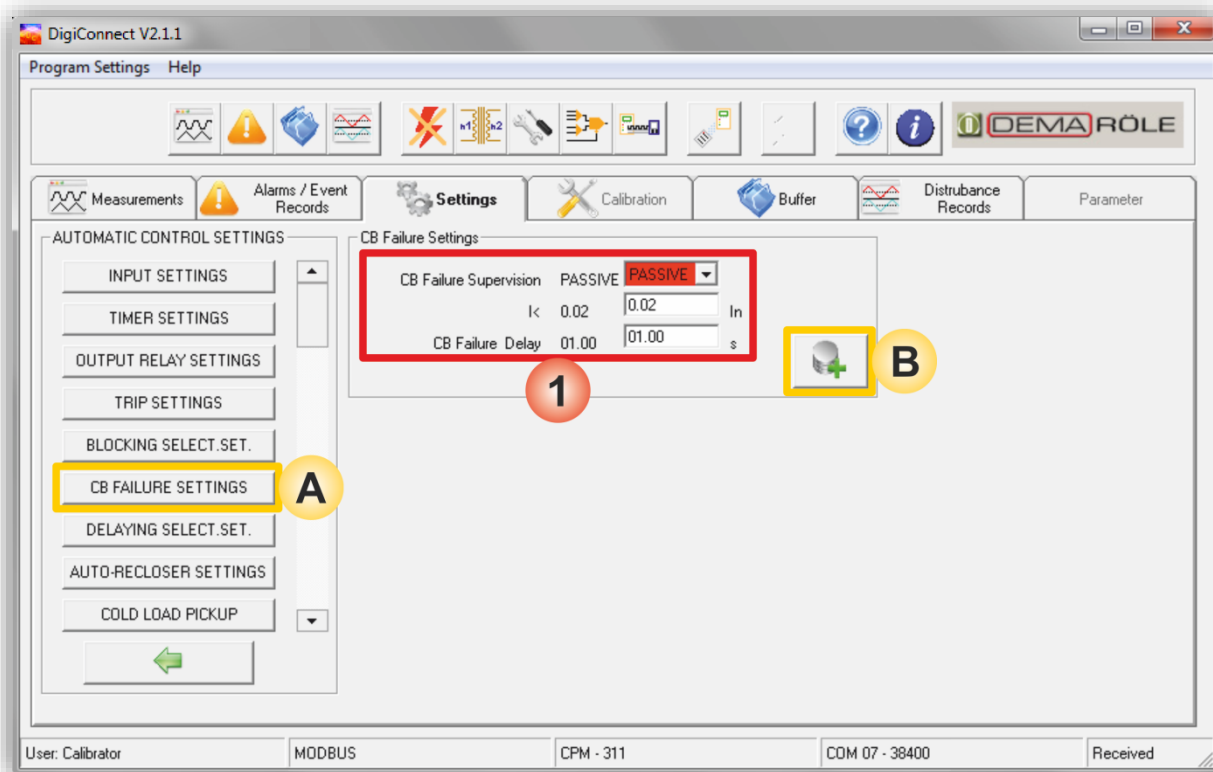 DigiConnect V2.1.1
Program Settings Help
n1 n2
DEMA RÖLE
Measurements
Alarms / Event
Records
Settings
Calibration
Buffer
Distrubance
Records
Parameter
AUTOMATIC CONTROL SETTINGS
INPUT SETTINGS
TIMER SETTINGS
OUTPUT RELAY SETTINGS
TRIP SETTINGS
BLOCKING SELECT.SET.
CB FAILURE SETTINGS
A
DELAYING SELECT.SET.
AUTO-RECLOSER SETTINGS
COLD LOAD PICKUP
CB Failure Settings
CB Failure Supervision PASSIVE PASSIVE
I< 0.02 0.02 In
CB Failure Delay 01.00 01.00 s
1
B
User: Calibrator MODBUS CPM - 311 COM 07 - 38400 Received